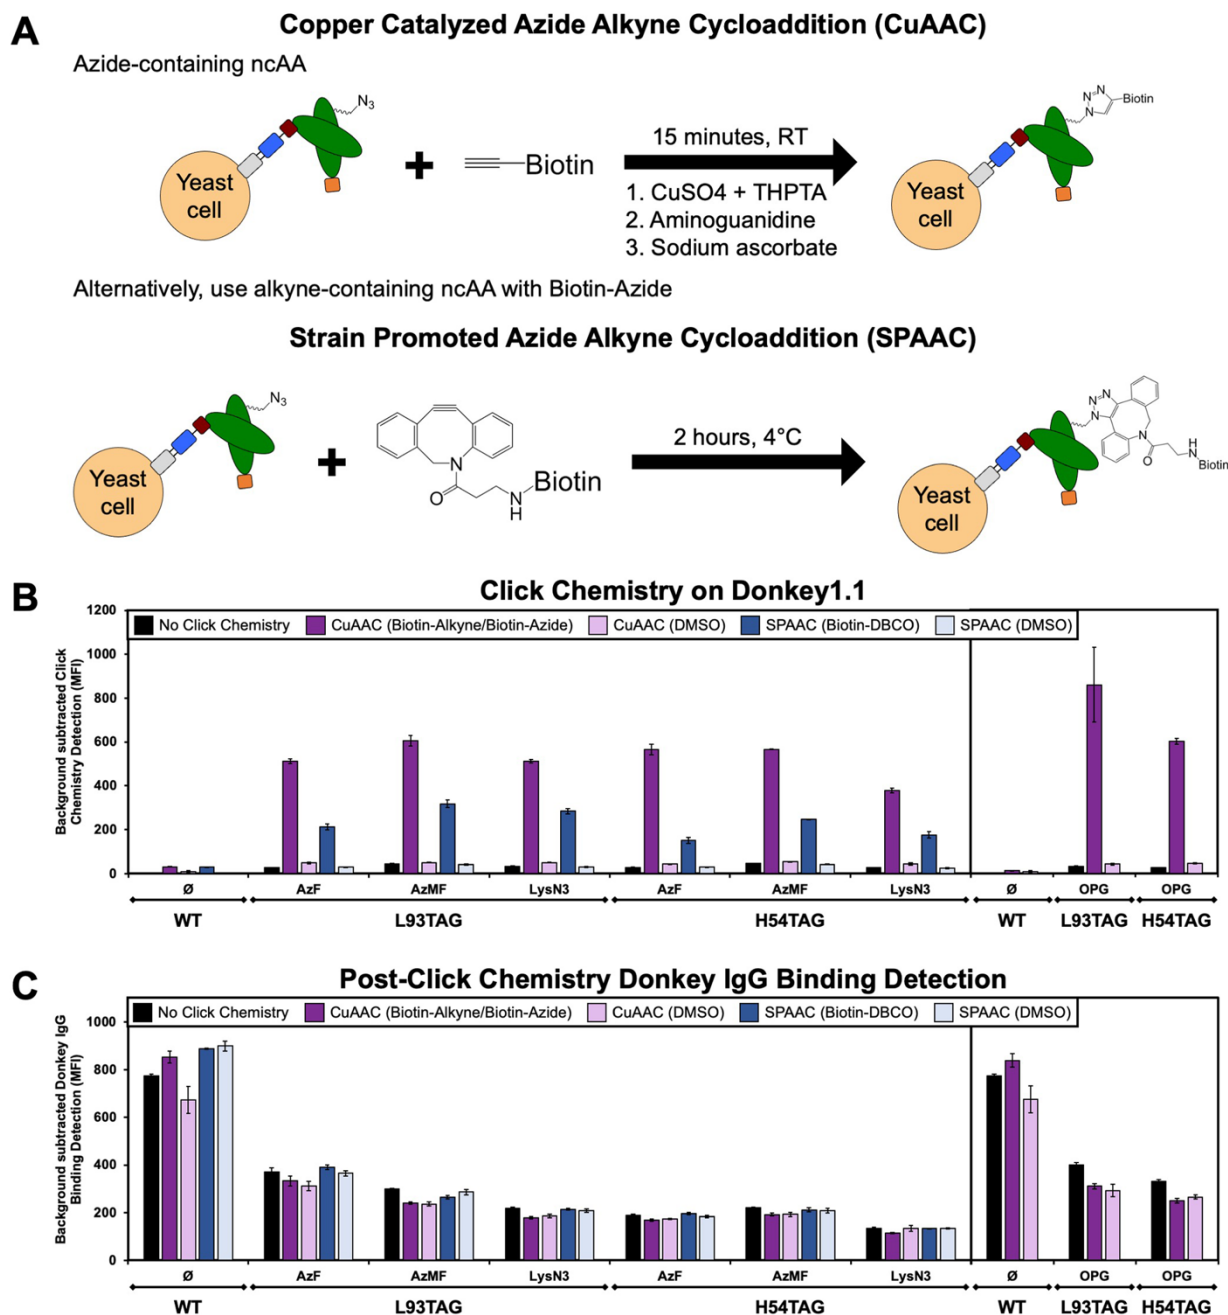 A
Copper Catalyzed Azide Alkyne Cycloaddition (CuAAC)
Azide-containing ncAA
N3
Yeast
cell
+
Biotin
15 minutes, RT
1. CuSO4 + THPTA
2. Aminoguanidine
3. Sodium ascorbate
N N
N
Biotin
Yeast
cell
Alternatively, use alkyne-containing ncAA with Biotin-Azide
Strain Promoted Azide Alkyne Cycloaddition (SPAAC)
N3
Yeast
cell
+
N
O
N
H
Biotin
2 hours, 4°C
N N
N
N
O
H
N
Biotin
Yeast
cell
B
Click Chemistry on Donkey1.1
No Click Chemistry CuAAC (Biotin-Alkyne/Biotin-Azide) CuAAC (DMSO) SPAAC (Biotin-DBCO) SPAAC (DMSO)
Background subtracted Click
Chemistry Detection (MFI)
1200
1000
800
600
400
200
0
Ø AzF AzMF LysN3 AzF AzMF LysN3 Ø OPG OPG
WT L93TAG H54TAG WT L93TAG H54TAG
C
Post-Click Chemistry Donkey IgG Binding Detection
No Click Chemistry CuAAC (Biotin-Alkyne/Biotin-Azide) CuAAC (DMSO) SPAAC (Biotin-DBCO) SPAAC (DMSO)
Background subtracted Donkey IgG
Binding Detection (MFI)
1000
800
600
400
200
0
Ø AzF AzMF LysN3 AzF AzMF LysN3 Ø OPG OPG
WT L93TAG H54TAG WT L93TAG H54TAG